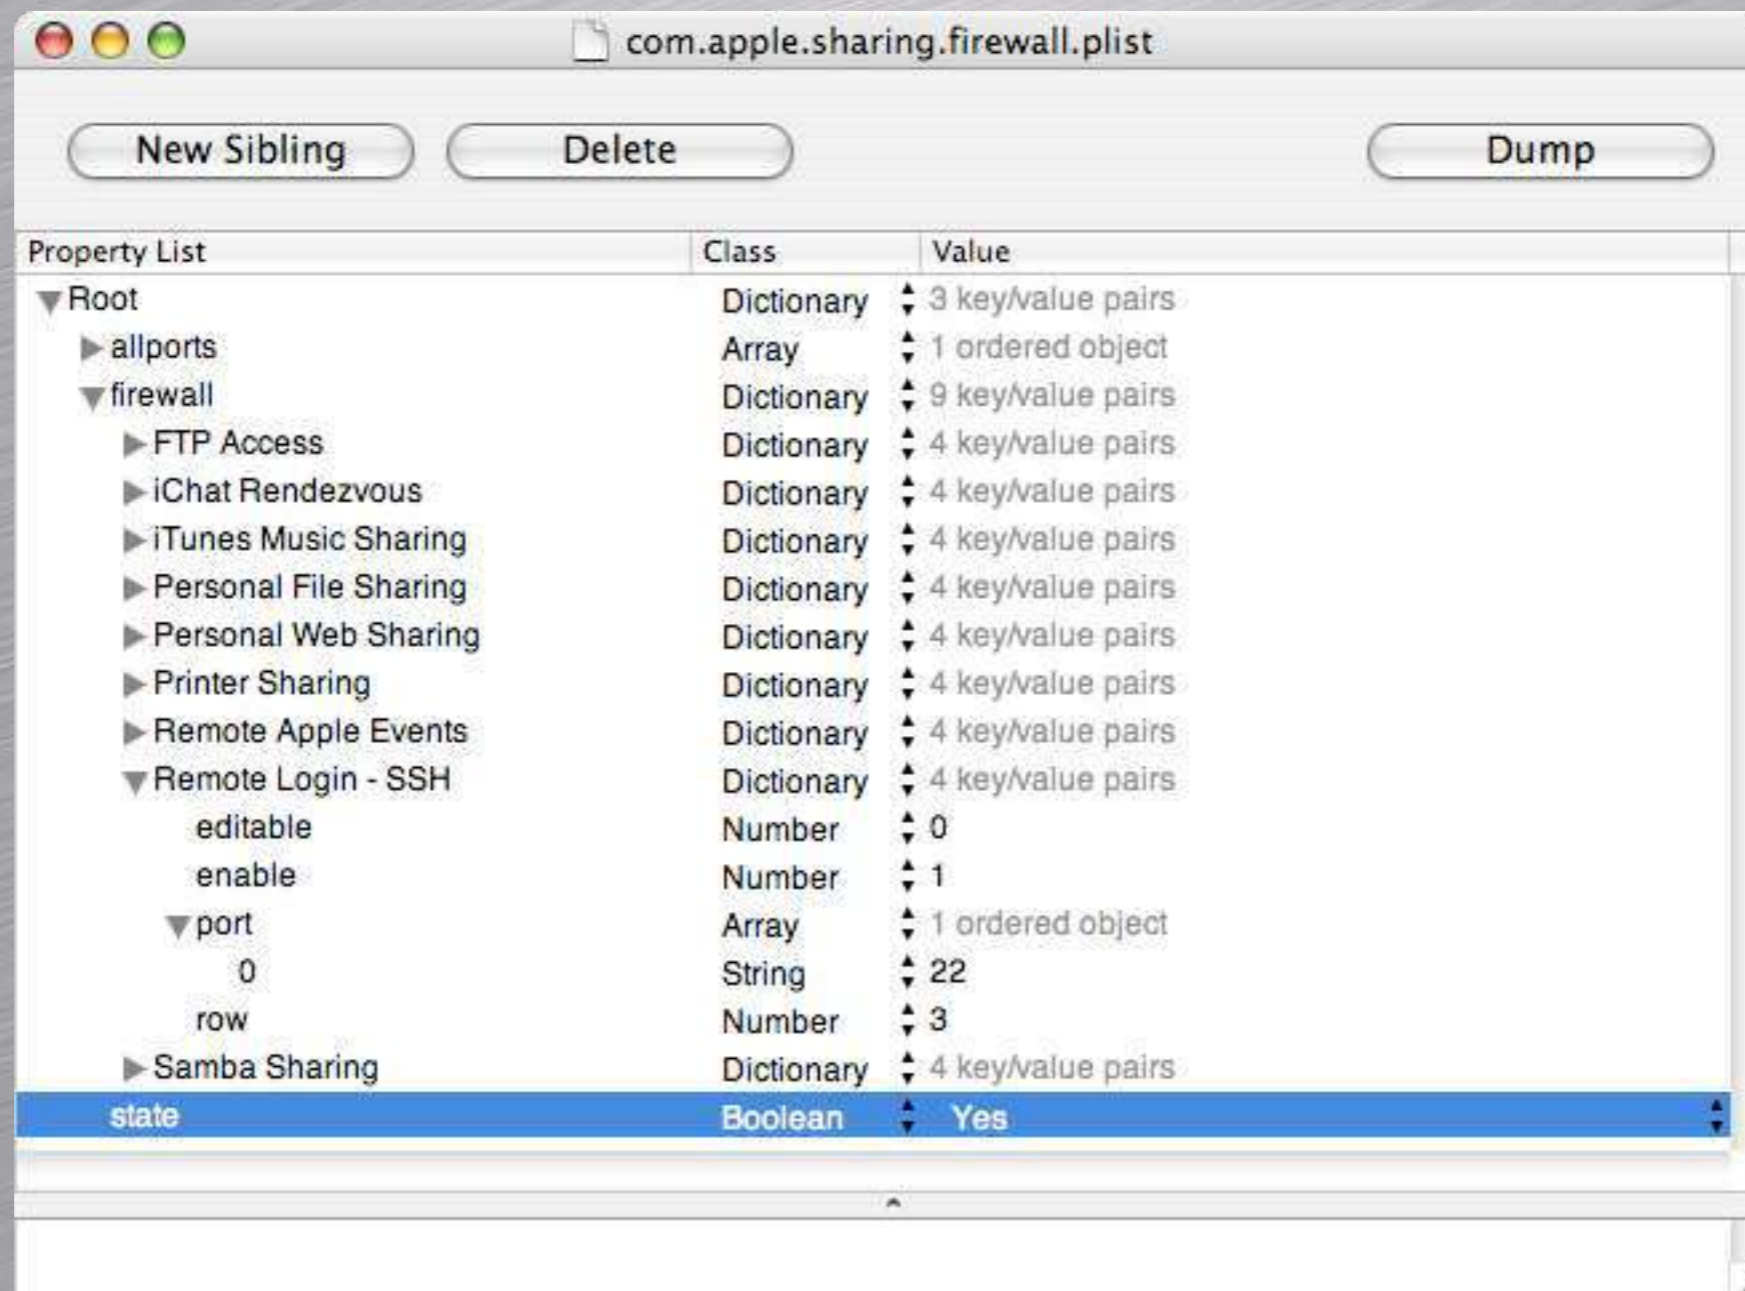 com.apple.sharing.firewall.plist
New Sibling Delete Dump
Property List Class Value
Root Dictionary 3 key/value pairs
allports Array 1 ordered object
firewall Dictionary 9 key/value pairs
FTP Access Dictionary 4 key/value pairs
iChat Rendezvous Dictionary 4 key/value pairs
iTunes Music Sharing Dictionary 4 key/value pairs
Personal File Sharing Dictionary 4 key/value pairs
Personal Web Sharing Dictionary 4 key/value pairs
Printer Sharing Dictionary 4 key/value pairs
Remote Apple Events Dictionary 4 key/value pairs
Remote Login - SSH Dictionary 4 key/value pairs
editable Number 0
enable Number 1
port Array 1 ordered object
0 String 22
row Number 3
Samba Sharing Dictionary 4 key/value pairs
state Boolean Yes